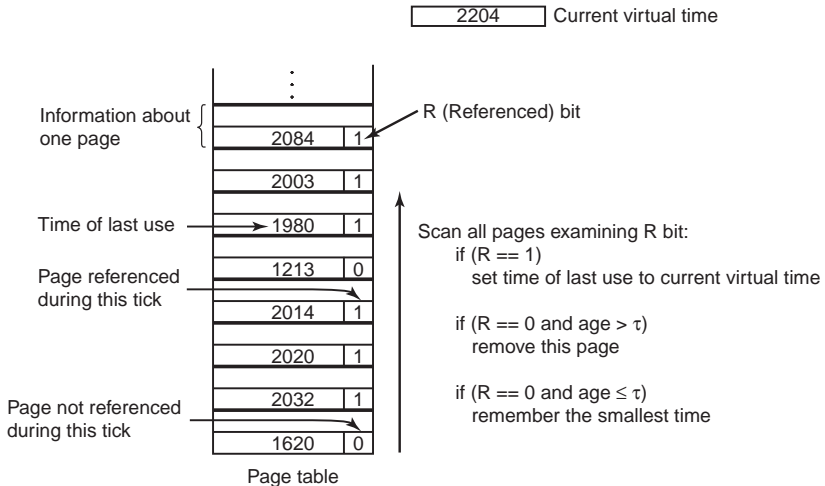 2204 Current virtual time
Information about
one page
R (Referenced) bit
2084 1
2003 1
Time of last use
1980 1
Scan all pages examining R bit:
if (R == 1)
set time of last use to current virtual time
if (R == 0 and age > τ)
remove this page
if (R == 0 and age ≤ τ)
remember the smallest time
1213 0
Page referenced
during this tick
2014 1
2020 1
2032 1
Page not referenced
during this tick
1620 0
Page table